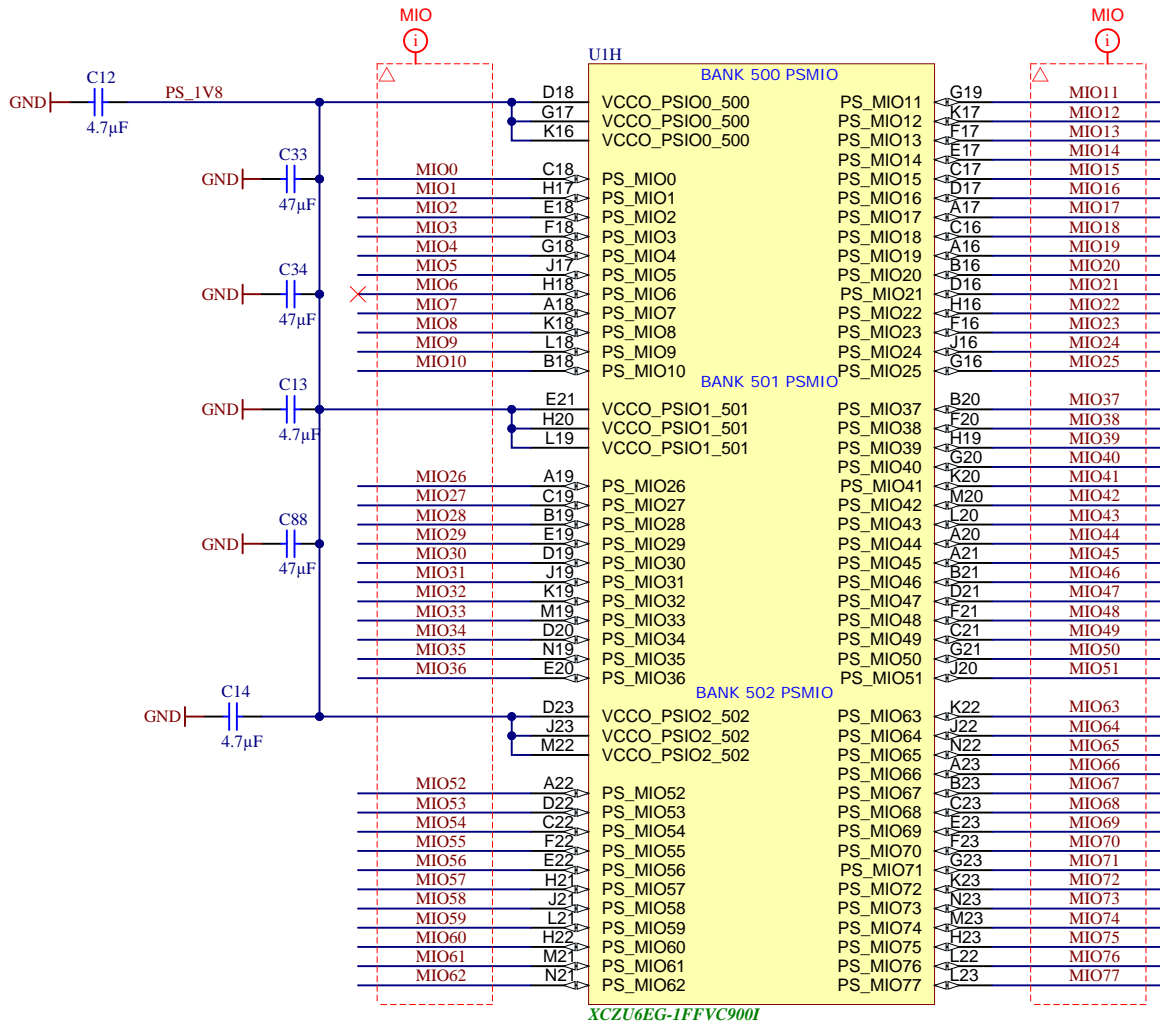 MIO
i
MIO
i
U1H
BANK 500 PSMIO
GND C12 4.7µF PS_1V8
D18 VCCO_PSIO0_500 PS_MIO11 G19 MIO11
G17 VCCO_PSIO0_500 PS_MIO12 K17 MIO12
K16 VCCO_PSIO0_500 PS_MIO13 F17 MIO13
PS_MIO14 E17 MIO14
GND C33 47µF
MIO0 C18 PS_MIO0 PS_MIO15 C17 MIO15
MIO1 H17 PS_MIO1 PS_MIO16 D17 MIO16
MIO2 E18 PS_MIO2 PS_MIO17 A17 MIO17
MIO3 F18 PS_MIO3 PS_MIO18 C16 MIO18
MIO4 G18 PS_MIO4 PS_MIO19 A16 MIO19
MIO5 J17 PS_MIO5 PS_MIO20 B16 MIO20
GND C34 47µF
MIO6 H18 PS_MIO6 PS_MIO21 D16 MIO21
MIO7 A18 PS_MIO7 PS_MIO22 H16 MIO22
MIO8 K18 PS_MIO8 PS_MIO23 F16 MIO23
MIO9 L18 PS_MIO9 PS_MIO24 J16 MIO24
MIO10 B18 PS_MIO10 PS_MIO25 G16 MIO25
BANK 501 PSMIO
GND C13 4.7µF
E21 VCCO_PSIO1_501 PS_MIO37 B20 MIO37
H20 VCCO_PSIO1_501 PS_MIO38 F20 MIO38
L19 VCCO_PSIO1_501 PS_MIO39 H19 MIO39
PS_MIO40 G20 MIO40
MIO26 A19 PS_MIO26 PS_MIO41 K20 MIO41
MIO27 C19 PS_MIO27 PS_MIO42 M20 MIO42
MIO28 B19 PS_MIO28 PS_MIO43 L20 MIO43
GND C88 47µF
MIO29 E19 PS_MIO29 PS_MIO44 A20 MIO44
MIO30 D19 PS_MIO30 PS_MIO45 A21 MIO45
MIO31 J19 PS_MIO31 PS_MIO46 B21 MIO46
MIO32 K19 PS_MIO32 PS_MIO47 D21 MIO47
MIO33 M19 PS_MIO33 PS_MIO48 F21 MIO48
MIO34 D20 PS_MIO34 PS_MIO49 C21 MIO49
MIO35 N19 PS_MIO35 PS_MIO50 G21 MIO50
MIO36 E20 PS_MIO36 PS_MIO51 J20 MIO51
BANK 502 PSMIO
GND C14 4.7µF
D23 VCCO_PSIO2_502 PS_MIO63 K22 MIO63
J23 VCCO_PSIO2_502 PS_MIO64 J22 MIO64
M22 VCCO_PSIO2_502 PS_MIO65 N22 MIO65
PS_MIO66 A23 MIO66
MIO52 A22 PS_MIO52 PS_MIO67 B23 MIO67
MIO53 D22 PS_MIO53 PS_MIO68 C23 MIO68
MIO54 C22 PS_MIO54 PS_MIO69 E23 MIO69
MIO55 F22 PS_MIO55 PS_MIO70 F23 MIO70
MIO56 E22 PS_MIO56 PS_MIO71 G23 MIO71
MIO57 H21 PS_MIO57 PS_MIO72 K23 MIO72
MIO58 J21 PS_MIO58 PS_MIO73 N23 MIO73
MIO59 L21 PS_MIO59 PS_MIO74 M23 MIO74
MIO60 H22 PS_MIO60 PS_MIO75 H23 MIO75
MIO61 M21 PS_MIO61 PS_MIO76 L22 MIO76
MIO62 N21 PS_MIO62 PS_MIO77 L23 MIO77
XCZU6EG-1FFVC900I